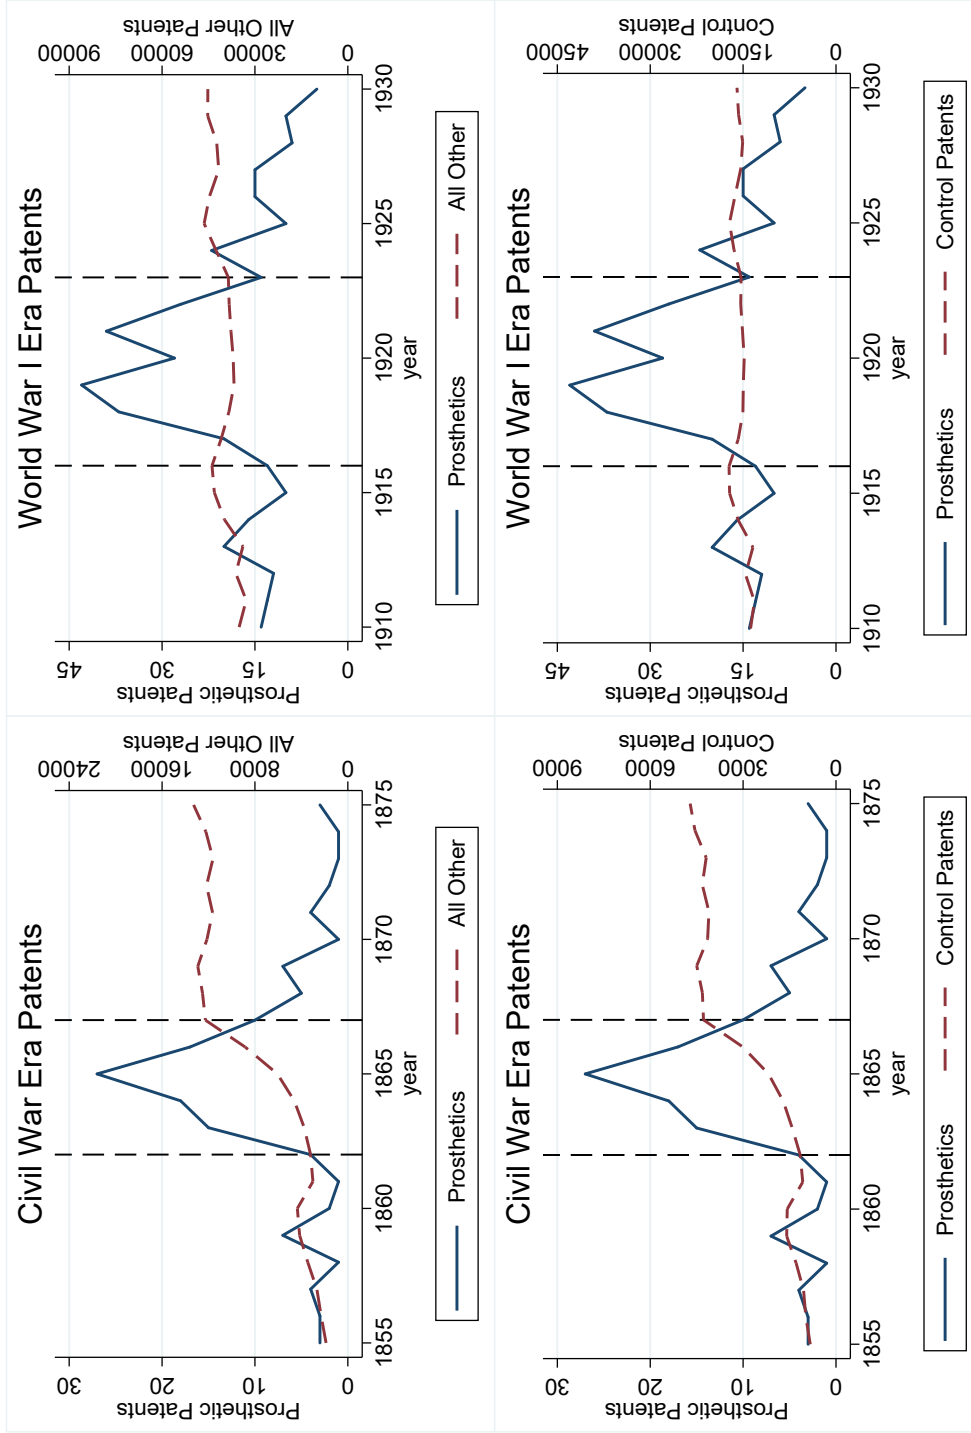 Civil War Era Patents
Prosthetic Patents
All Other Patents
0 10 20 30
0 8000 16000 24000
1855 1860 1865 1870 1875
year
Prosthetics All Other
World War I Era Patents
Prosthetic Patents
All Other Patents
0 15 30 45
0 30000 60000 90000
1910 1915 1920 1925 1930
year
Prosthetics All Other
Civil War Era Patents
Prosthetic Patents
Control Patents
0 10 20 30
0 3000 6000 9000
1855 1860 1865 1870 1875
year
Prosthetics Control Patents
World War I Era Patents
Prosthetic Patents
Control Patents
0 15 30 45
0 15000 30000 45000
1910 1915 1920 1925 1930
year
Prosthetics Control Patents